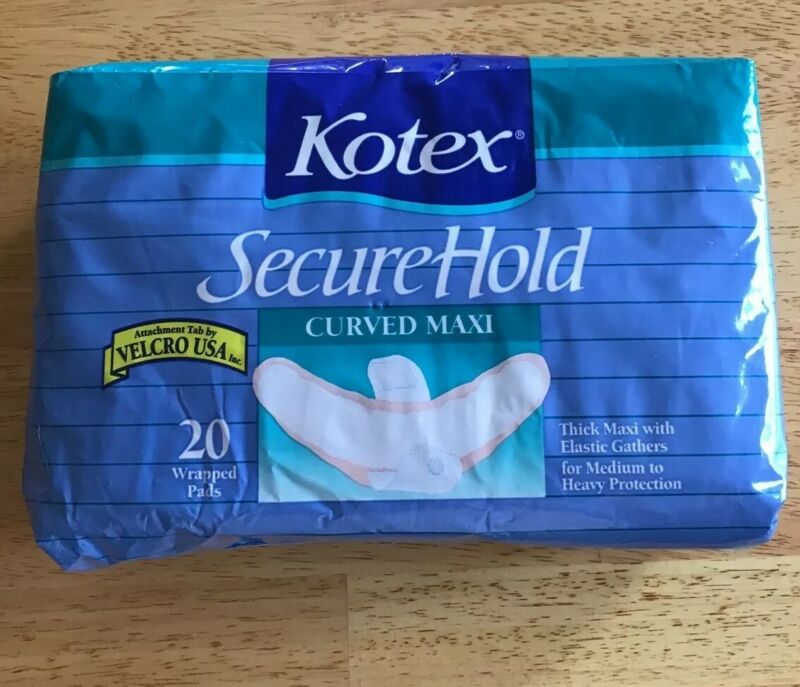 Kotex®
SecureHold
CURVED MAXI
Attachment Tab by
VELCRO USA Inc.
20
Wrapped
Pads
Thick Maxi with
Elastic Gathers
for Medium to
Heavy Protection